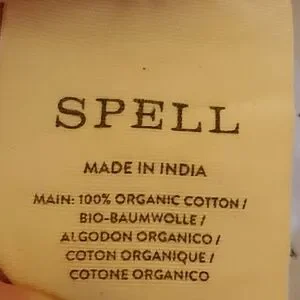 SPELL
MADE IN INDIA
MAIN: 100% ORGANIC COTTON /
BIO-BAUMWOLLE /
ALGODON ORGANICO /
COTON ORGANIQUE /
COTONE ORGANICO